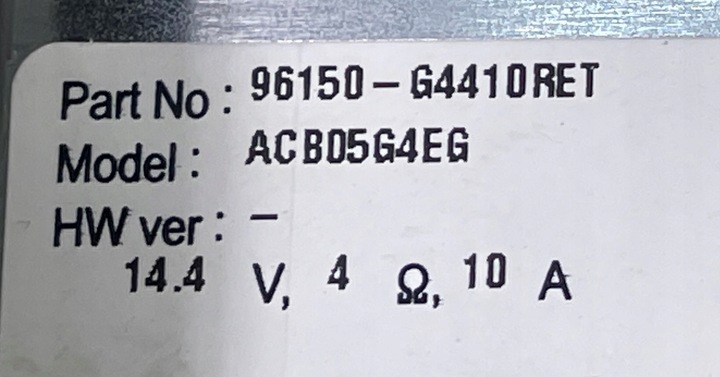 Part No : 96150-G4410RET
Model : ACB05G4EG
HW ver : -
14.4 V, 4 Ω, 10 A